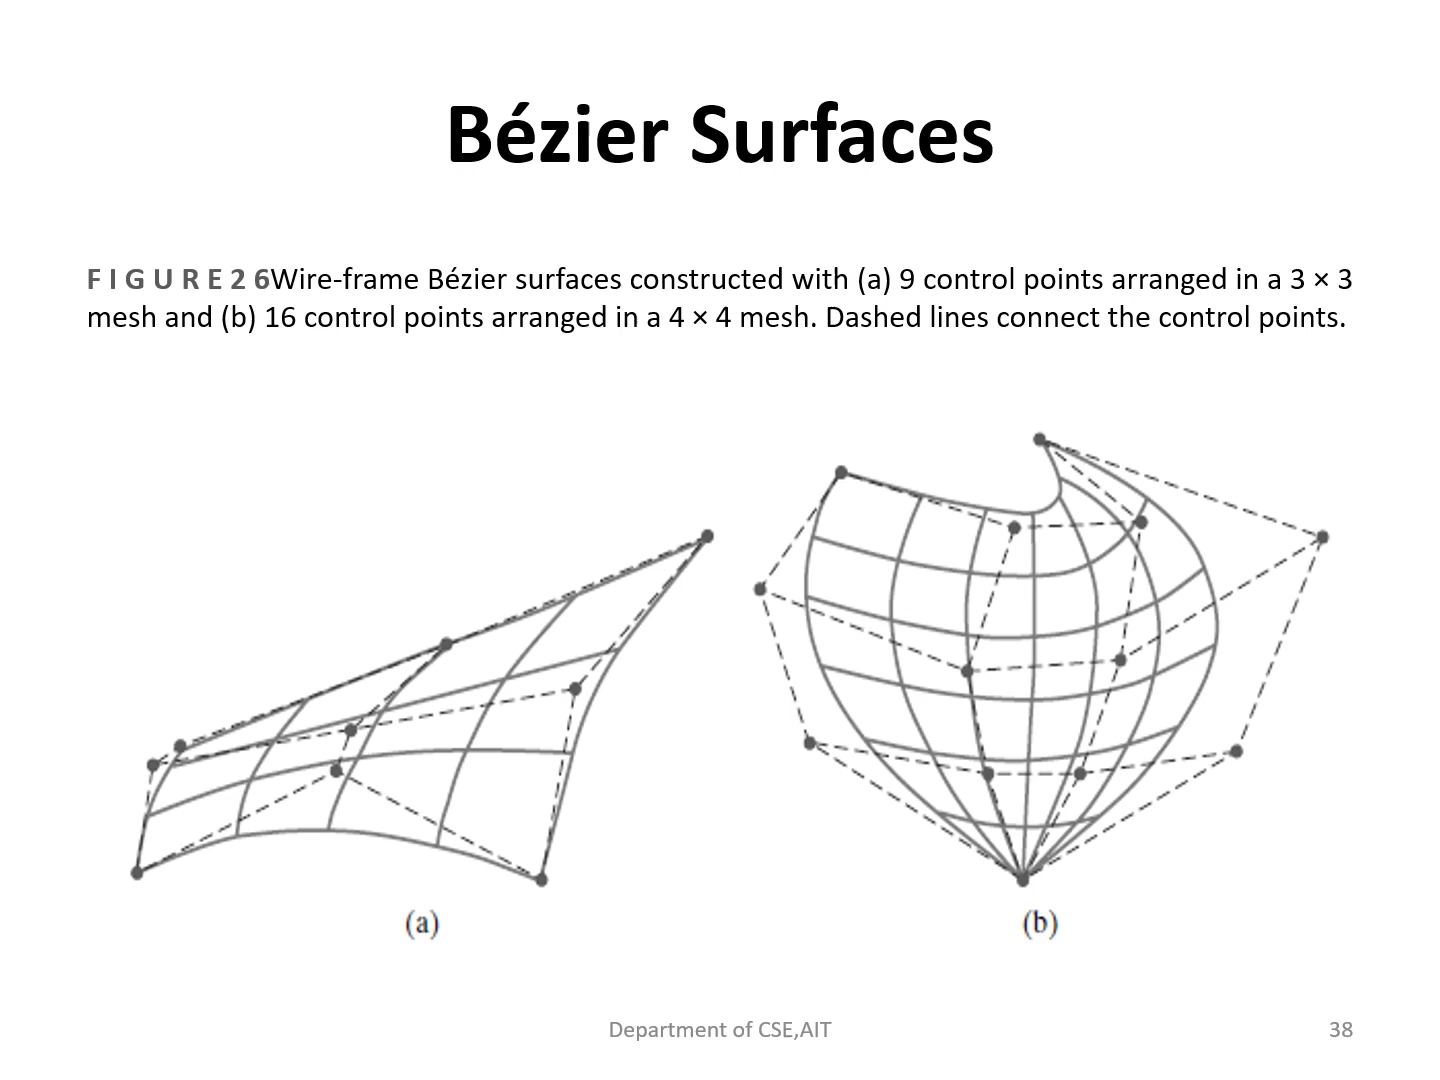 Bézier Surfaces
F I G U R E 2 6Wire-frame Bézier surfaces constructed with (a) 9 control points arranged in a 3 × 3
mesh and (b) 16 control points arranged in a 4 × 4 mesh. Dashed lines connect the control points.
(a)
(b)
Department of CSE,AIT
38